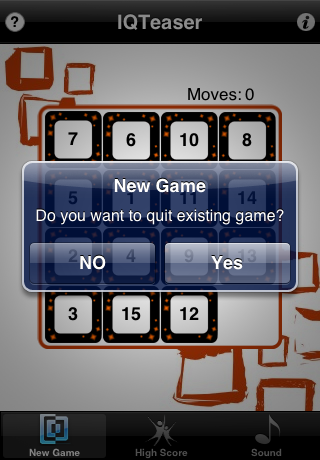 ?
IQTeaser
i
Moves: 0
7 6 10 8
5 1 11 14
New Game
Do you want to quit existing game?
2 4 9 13
NO Yes
3 15 12
New Game High Score Sound